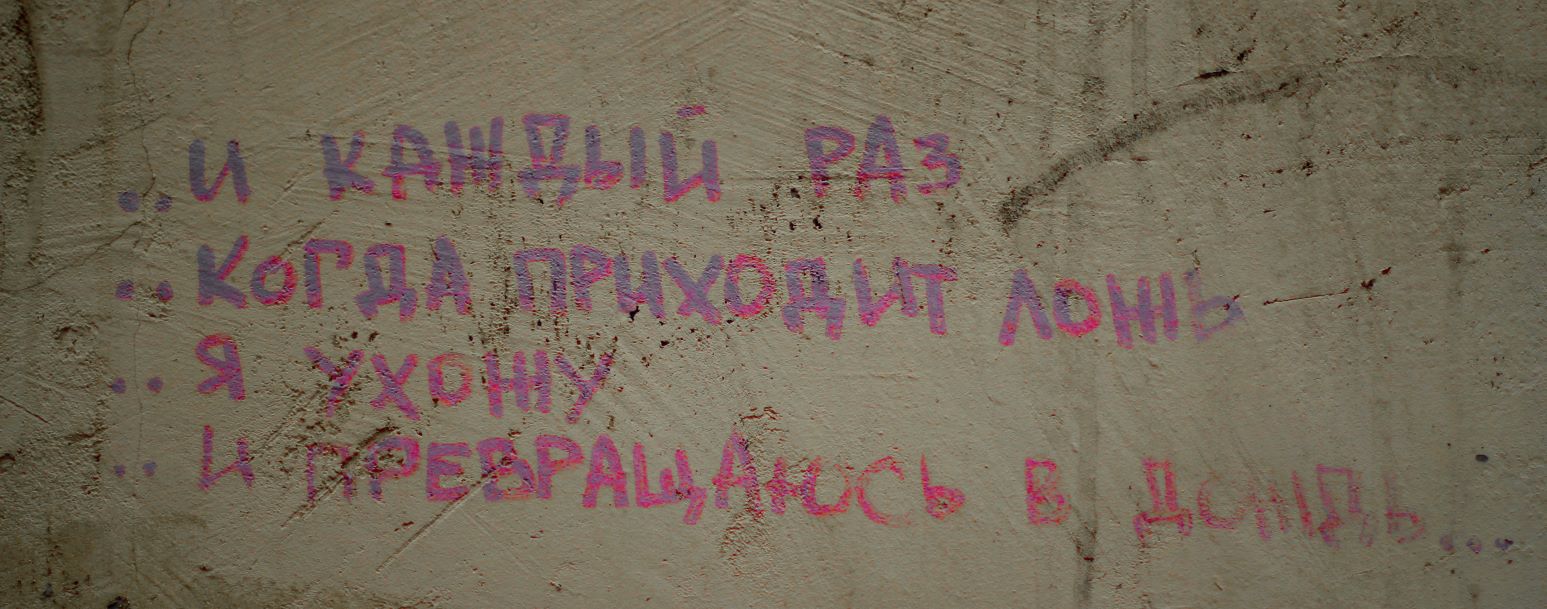 ..И КАЖДЫЙ РАЗ
..КОГДА ПРИХОДИТ ЛОЖЬ
..Я УХОЖУ
..И ПРЕВРАЩАЮСЬ В ДОЖДЬ...